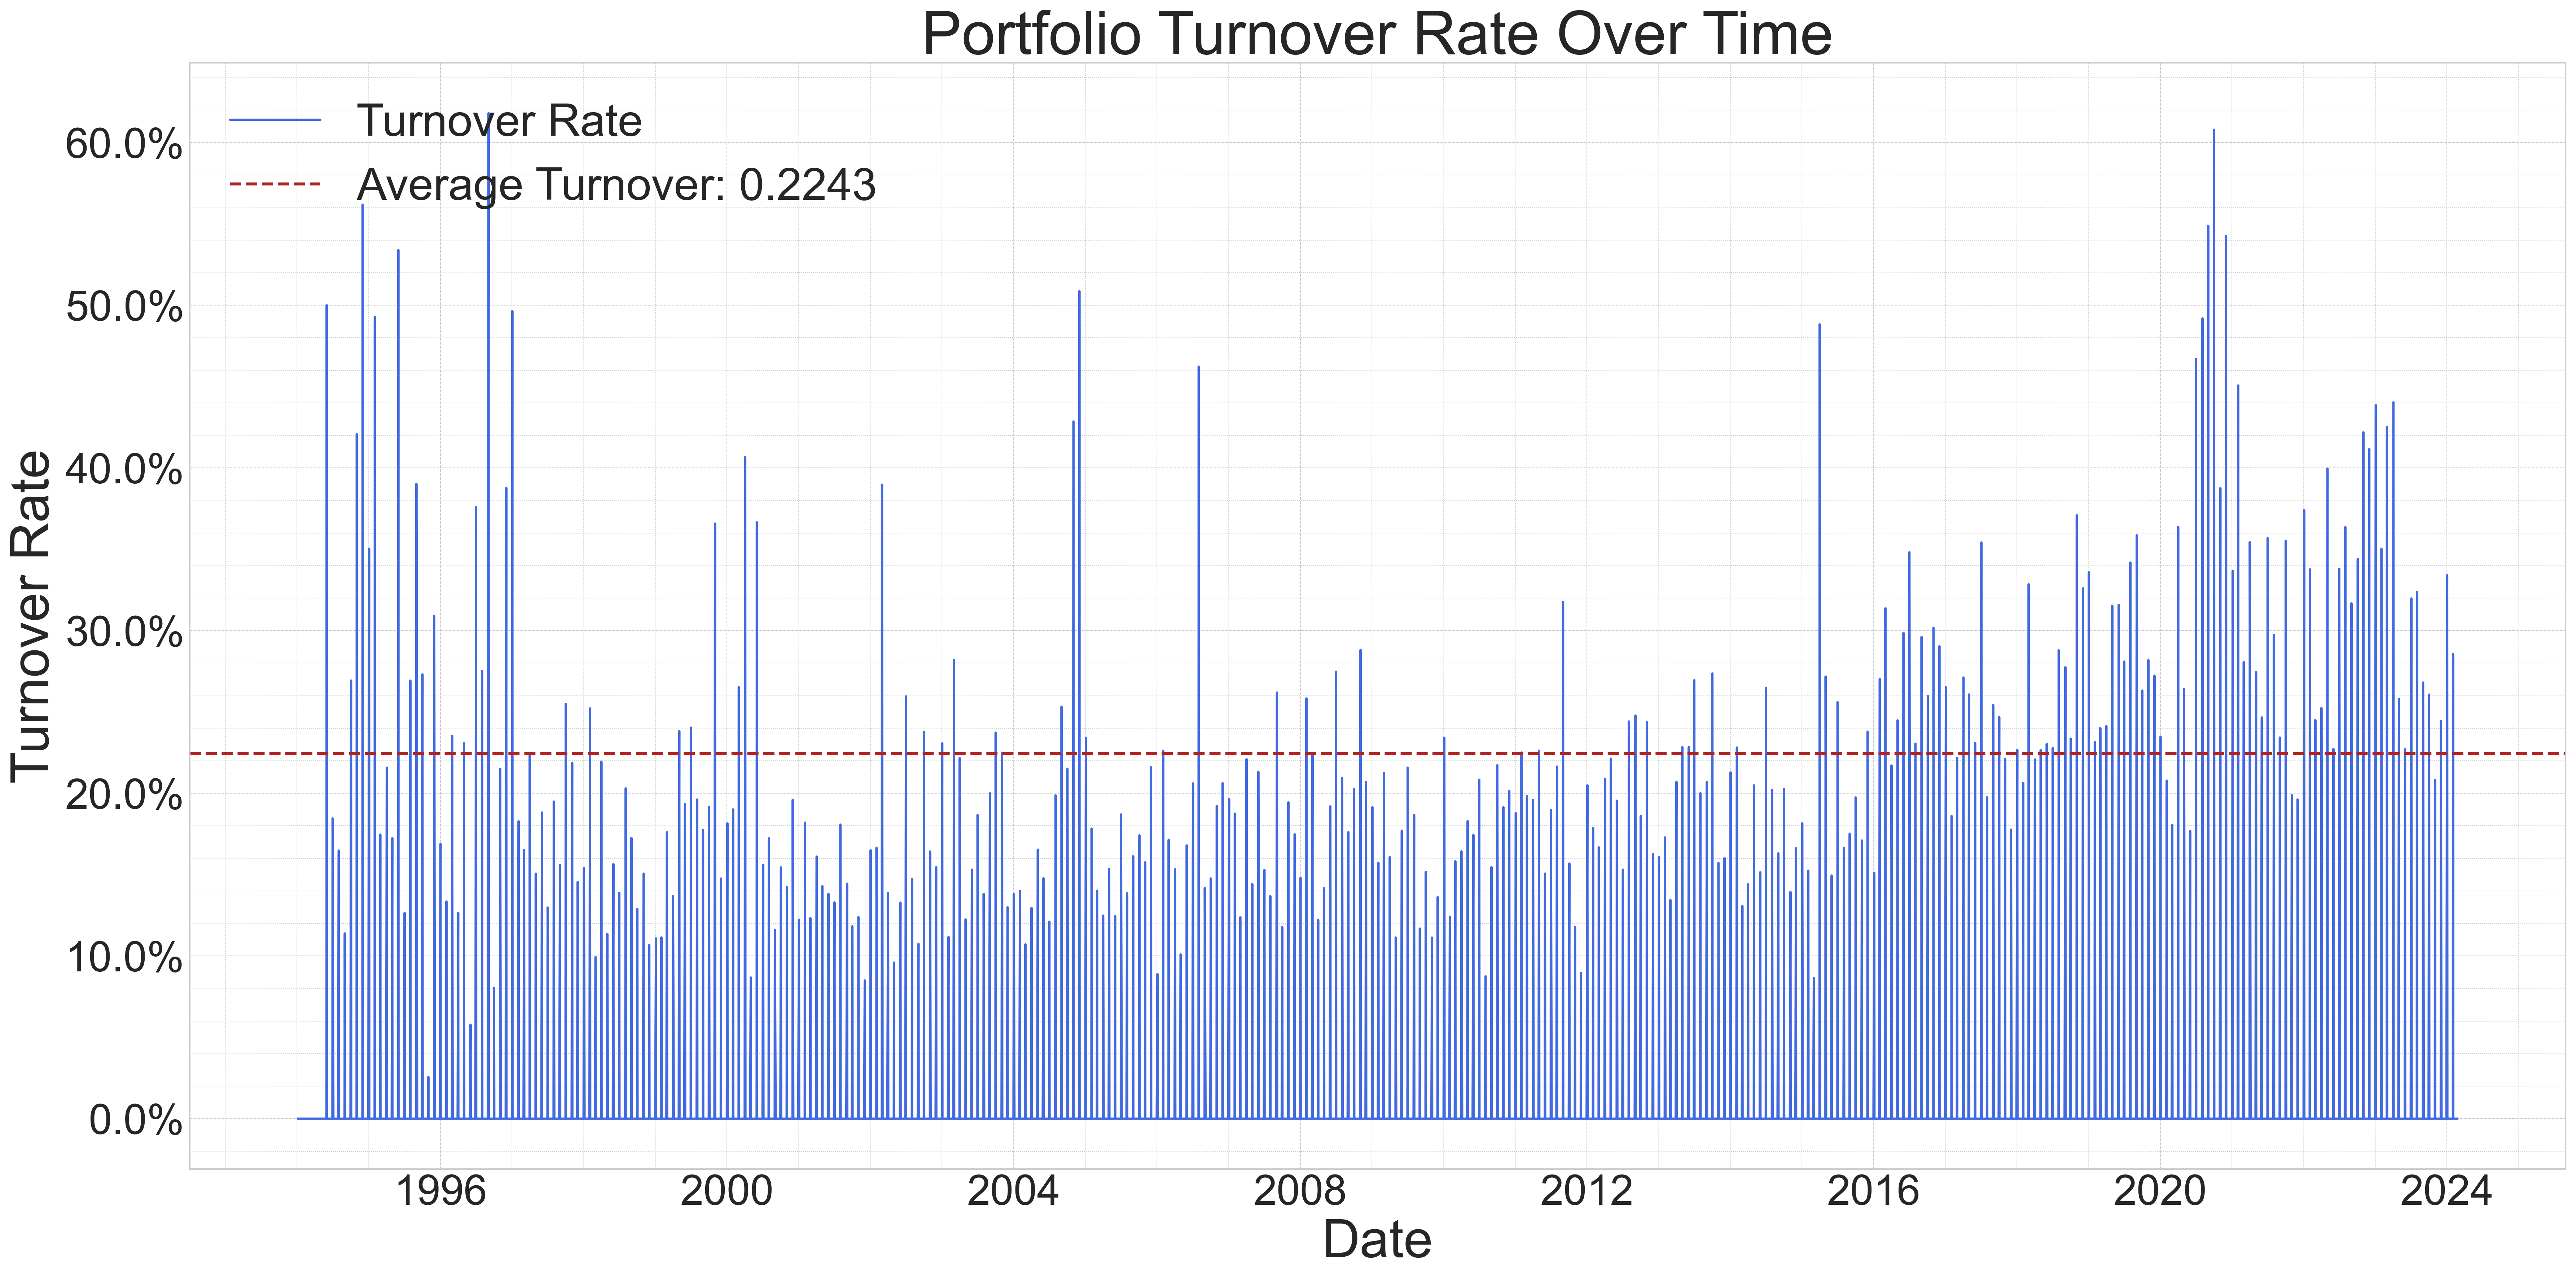 Portfolio Turnover Rate Over Time
Turnover Rate
Average Turnover: 0.2243
Turnover Rate
60.0%
50.0%
40.0%
30.0%
20.0%
10.0%
0.0%
1996 2000 2004 2008 2012 2016 2020 2024
Date